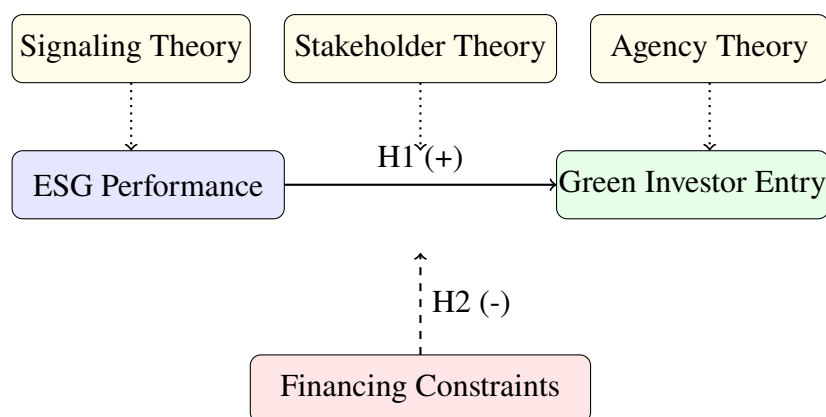 Signaling Theory
Stakeholder Theory
Agency Theory
H1 (+)
ESG Performance
Green Investor Entry
H2 (-)
Financing Constraints